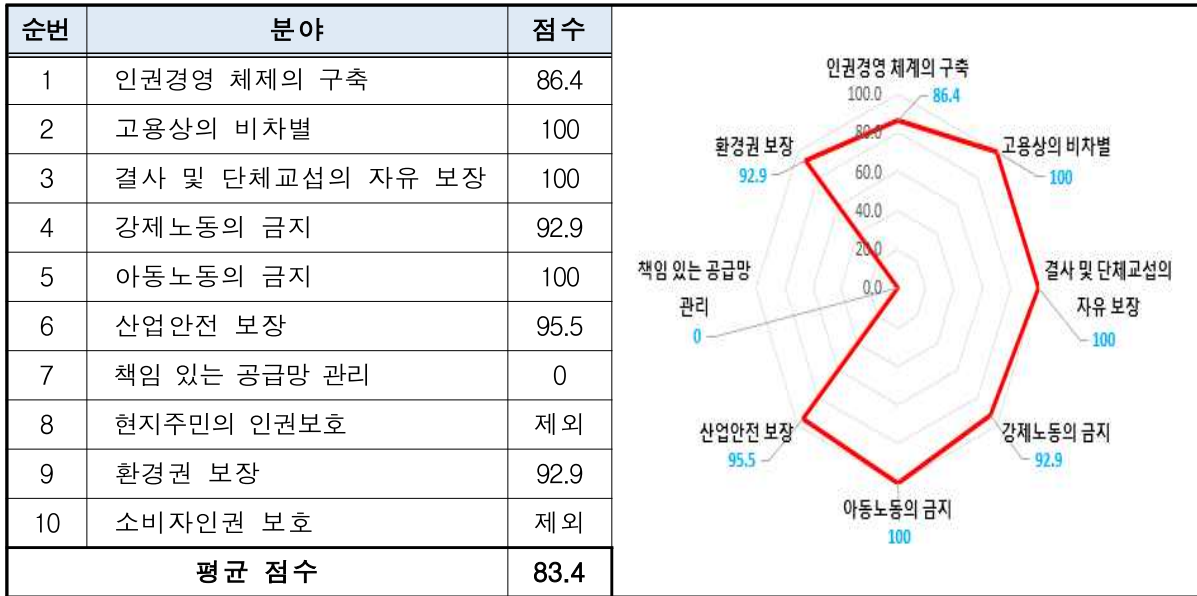 순번 분야 점수
1 인권경영 체제의 구축 86.4
2 고용상의 비차별 100
3 결사 및 단체교섭의 자유 보장 100
4 강제노동의 금지 92.9
5 아동노동의 금지 100
6 산업안전 보장 95.5
7 책임 있는 공급망 관리 0
8 현지주민의 인권보호 제외
9 환경권 보장 92.9
10 소비자인권 보호 제외
평균 점수 83.4
인권경영 체계의 구축
86.4
100.0
80.0
60.0
40.0
20.0
0.0
고용상의 비차별
100
결사 및 단체교섭의
자유 보장
100
강제노동의 금지
92.9
아동노동의 금지
100
산업안전 보장
95.5
책임 있는 공급망
관리
0
환경권 보장
92.9